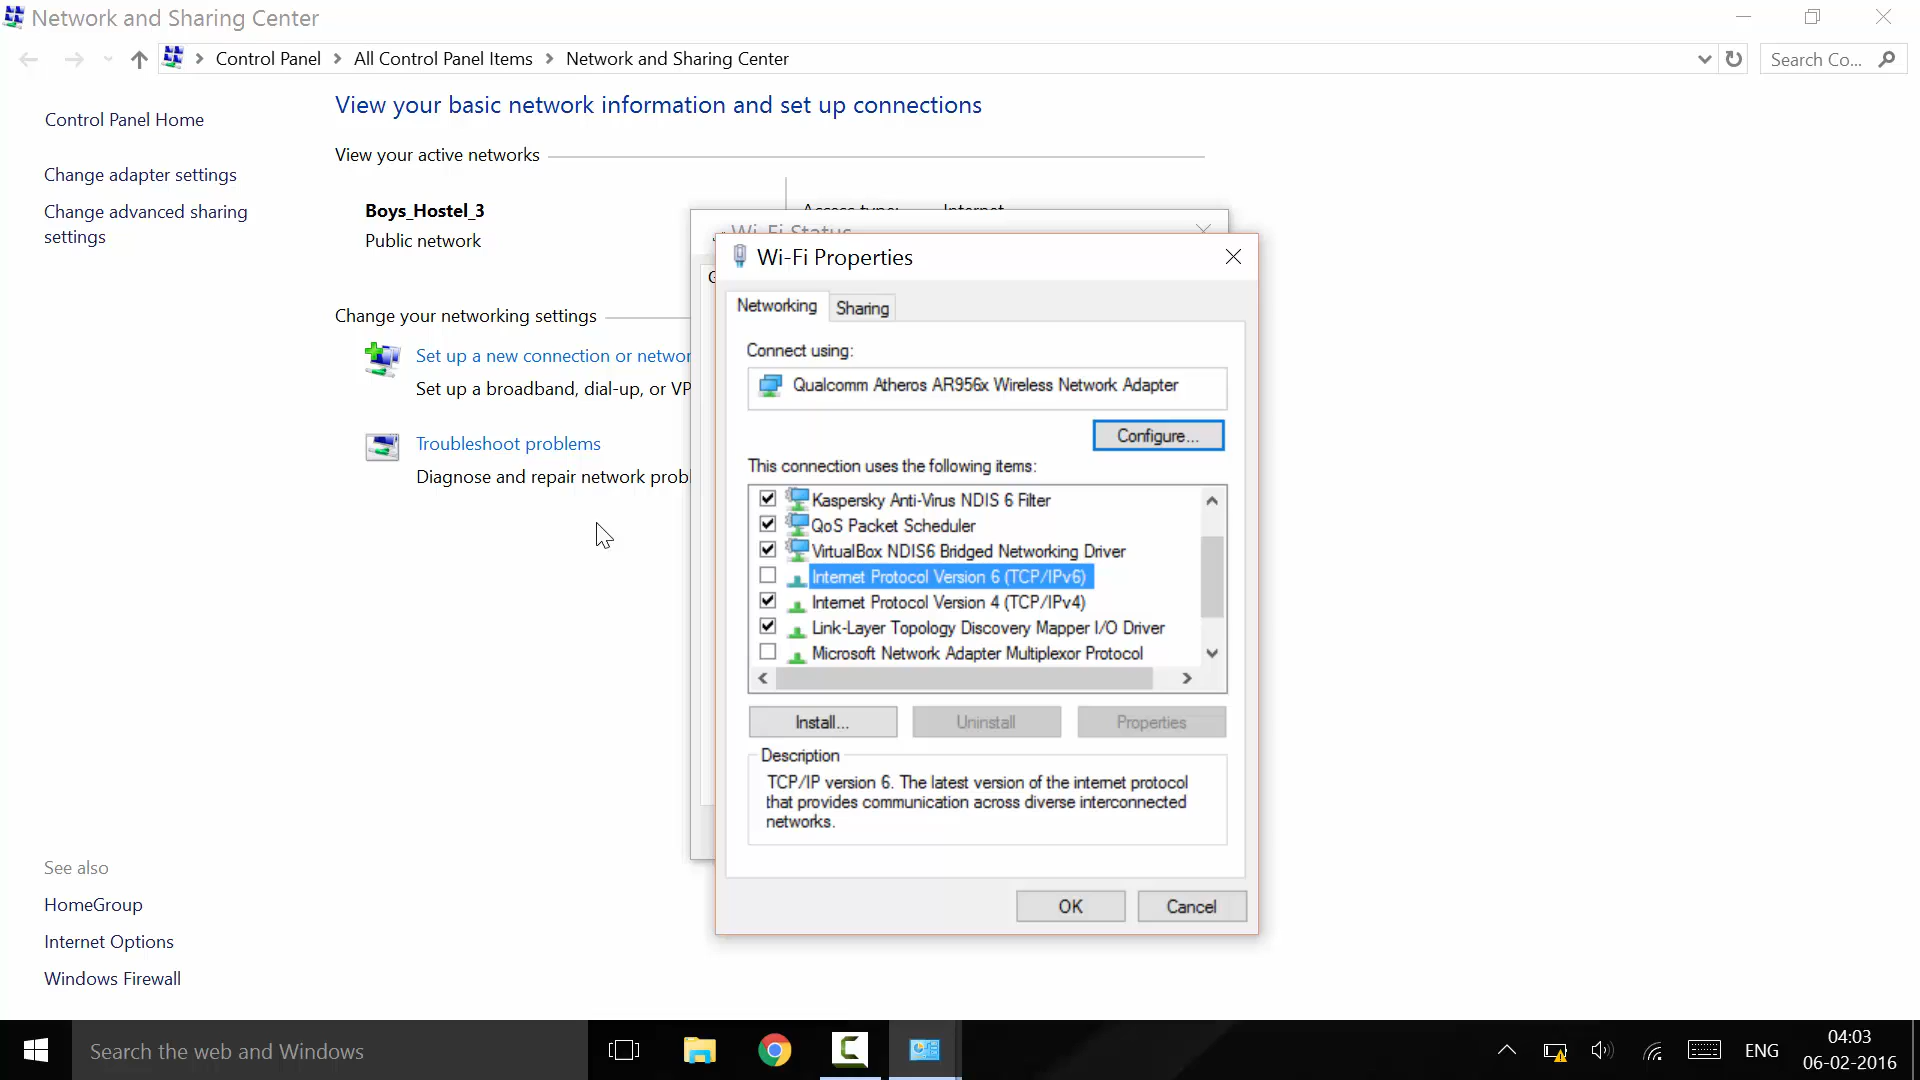 Network and Sharing Center
Control Panel > All Control Panel Items > Network and Sharing Center
Search Co...
Control Panel Home
Change adapter settings
Change advanced sharing
settings
View your basic network information and set up connections
View your active networks
Boys_Hostel_3
Public network
Access type: Internet
Change your networking settings
Set up a new connection or networ
Set up a broadband, dial-up, or VP
Troubleshoot problems
Diagnose and repair network probl
Wi-Fi Status
Wi-Fi Properties
Networking
Sharing
Connect using:
Qualcomm Atheros AR956x Wireless Network Adapter
Configure...
This connection uses the following items:
Kaspersky Anti-Virus NDIS 6 Filter
QoS Packet Scheduler
VirtualBox NDIS6 Bridged Networking Driver
Internet Protocol Version 6 (TCP/IPv6)
Internet Protocol Version 4 (TCP/IPv4)
Link-Layer Topology Discovery Mapper I/O Driver
Microsoft Network Adapter Multiplexor Protocol
Install...
Uninstall
Properties
Description
TCP/IP version 6. The latest version of the internet protocol
that provides communication across diverse interconnected
networks.
OK
Cancel
See also
HomeGroup
Internet Options
Windows Firewall
Search the web and Windows
ENG
04:03
06-02-2016